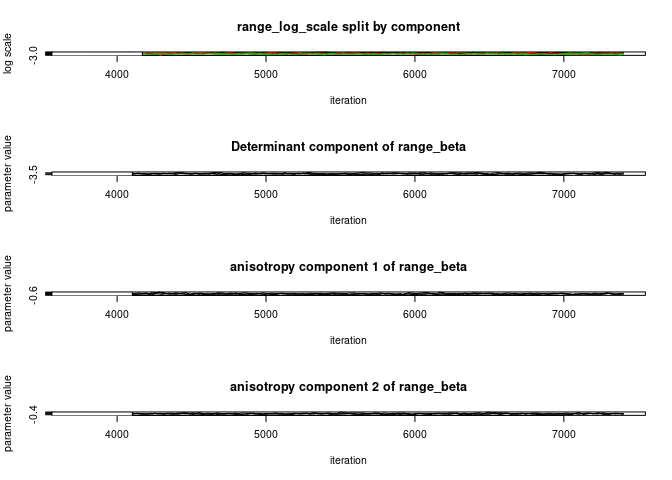 range_log_scale split by component
log scale
-3.0
4000 5000 6000 7000
iteration
Determinant component of range_beta
parameter value
-3.5
4000 5000 6000 7000
iteration
anisotropy component 1 of range_beta
parameter value
-0.6
4000 5000 6000 7000
iteration
anisotropy component 2 of range_beta
parameter value
-0.4
4000 5000 6000 7000
iteration